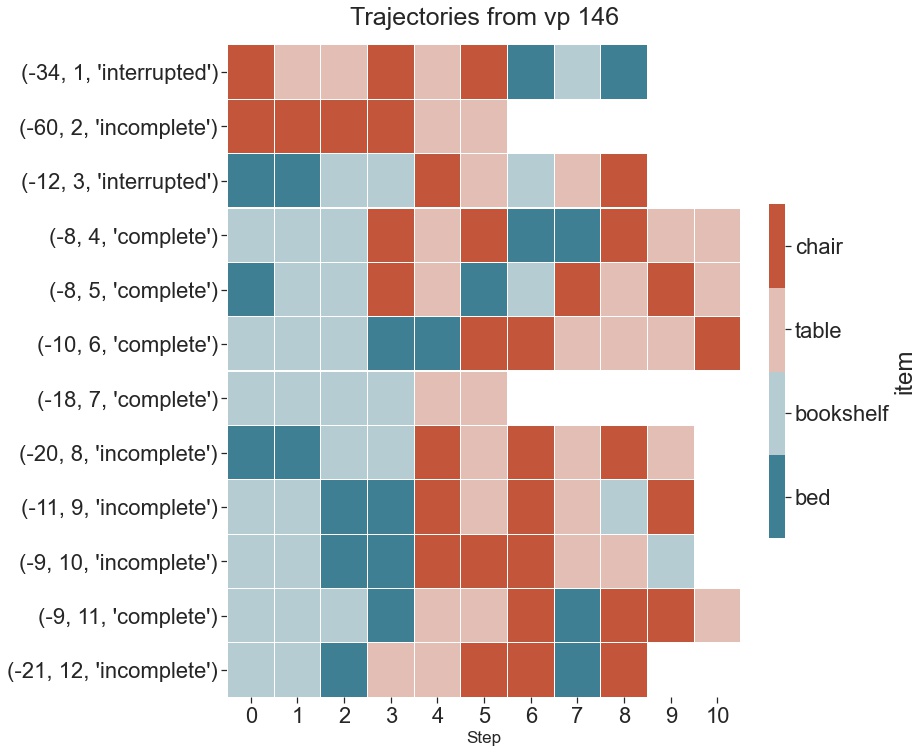 Trajectories from vp 146
(-34, 1, 'interrupted')
(-60, 2, 'incomplete')
(-12, 3, 'interrupted')
(-8, 4, 'complete')
(-8, 5, 'complete')
(-10, 6, 'complete')
(-18, 7, 'complete')
(-20, 8, 'incomplete')
(-11, 9, 'incomplete')
(-9, 10, 'incomplete')
(-9, 11, 'complete')
(-21, 12, 'incomplete')
0 1 2 3 4 5 6 7 8 9 10
Step
chair
table
bookshelf
bed
item